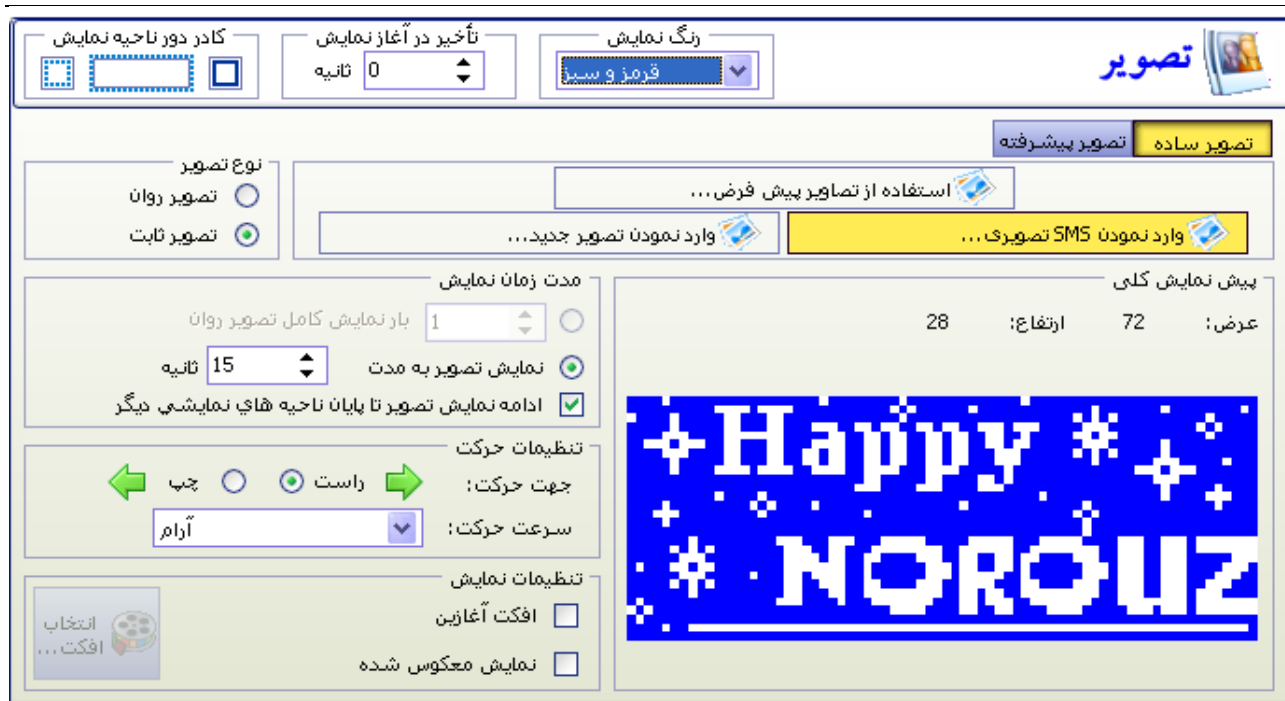 تصویر
رنگ نمایش
قرمز و سبز
تأخیر در آغاز نمایش
0 ثانیه
کادر دور ناحیه نمایش
تصویر ساده
تصویر پیشرفته
استفاده از تصاویر پیش فرض...
وارد نمودن SMS تصویری...
وارد نمودن تصویر جدید...
نوع تصویر
تصویر روان
تصویر ثابت
پیش نمایش کلی
عرض: 72 ارتفاع: 28
Happy
NOROUZ
مدت زمان نمایش
1 بار نمایش کامل تصویر روان
نمایش تصویر به مدت 15 ثانیه
ادامه نمایش تصویر تا پایان ناحیه هاي نمایشي دیگر
تنظیمات حرکت
جهت حرکت: راست چپ
سرعت حرکت: آرام
تنظیمات نمایش
افکت آغازین
نمایش معکوس شده
انتخاب
افکت...